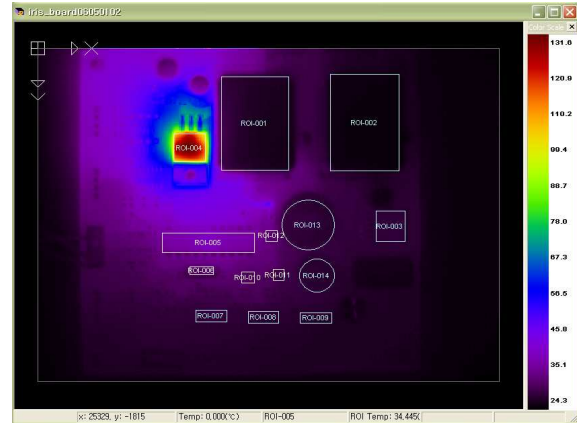 iris_board06050102
Color Scale
131.6
120.9
110.2
99.4
88.7
78.0
67.3
56.5
45.8
35.1
24.3
ROI-001
ROI-002
ROI-004
ROI-003
ROI-013
ROI-012
ROI-005
ROI-006
ROI-010
ROI-011
ROI-014
ROI-007
ROI-008
ROI-009
x: 25329, y: -1815 Temp: 0,000(℃) ROI-005 ROI Temp: 34,445(